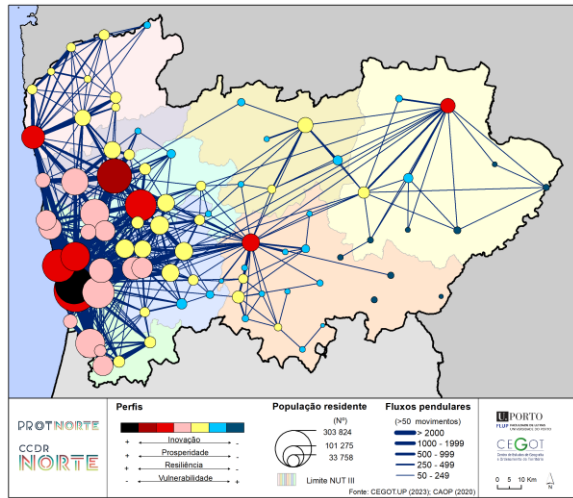 PROTNORTE
CCDR
NORTE
Perfis
+ Inovação -
+ Prosperidade -
+ Resiliência -
- Vulnerabilidade +
População residente
(Nº)
303 824
101 275
33 758
Limite NUT III
Fluxos pendulares
(>50 movimentos)
> 2000
1000 - 1999
500 - 999
250 - 499
50 - 249
U.PORTO
FLUP FACULDADE DE LETRAS
UNIVERSIDADE DO PORTO
CEGOT
0 5 10 Km
N
Fonte: CEGOT.UP (2023); CAOP (2020)